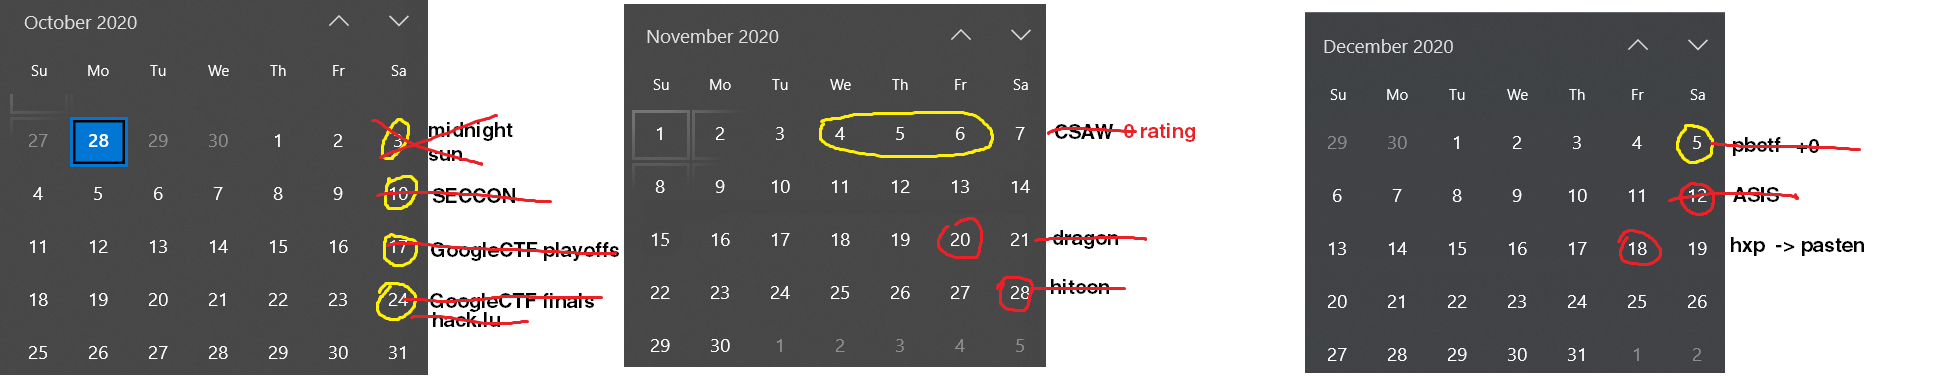 October 2020
Su Mo Tu We Th Fr Sa
27 28 29 30 1 2 3 midnight
sun
4 5 6 7 8 9 10 SECCON
11 12 13 14 15 16 17 GoogleCTF playoffs
18 19 20 21 22 23 24 GoogleCTF finals
hack.lu
25 26 27 28 29 30 31
November 2020
Su Mo Tu We Th Fr Sa
1 2 3 4 5 6 7 CSAW 0 rating
8 9 10 11 12 13 14
15 16 17 18 19 20 21 dragon
22 23 24 25 26 27 28 hitcon
29 30 1 2 3 4 5
December 2020
Su Mo Tu We Th Fr Sa
29 30 1 2 3 4 5 pbctf +0
6 7 8 9 10 11 12 ASIS
13 14 15 16 17 18 19 hxp -> pasten
20 21 22 23 24 25 26
27 28 29 30 31 1 2